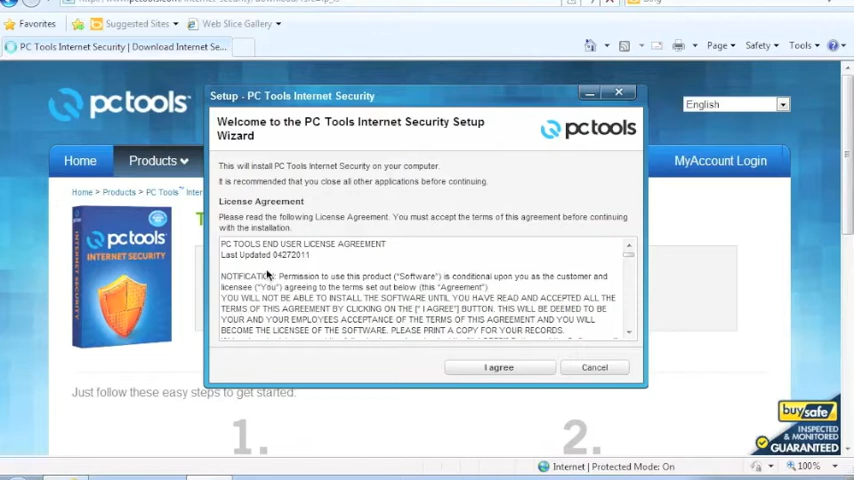 Favorites
Suggested Sites
Web Slice Gallery
PC Tools Internet Security | Download Internet Se...
Page
Safety
Tools
pctools
English
Home
Products
MyAccount Login
Home > Products > PC Tools™ Inter
Setup - PC Tools Internet Security
Welcome to the PC Tools Internet Security Setup
Wizard
pctools
This will install PC Tools Internet Security on your computer.
It is recommended that you close all other applications before continuing.
License Agreement
Please read the following License Agreement. You must accept the terms of this agreement before continuing
with the installation.
PC TOOLS END USER LICENSE AGREEMENT
Last Updated 04272011
NOTIFICATION: Permission to use this product ("Software") is conditional upon you as the customer and
licensee ("You") agreeing to the terms set out below (this "Agreement")
YOU WILL NOT BE ABLE TO INSTALL THE SOFTWARE UNTIL YOU HAVE READ AND ACCEPTED ALL THE
TERMS OF THIS AGREEMENT BY CLICKING ON THE [" I AGREE"] BUTTON. THIS WILL BE DEEMED TO BE
YOUR AND YOUR EMPLOYEES ACCEPTANCE OF THE TERMS OF THIS AGREEMENT AND YOU WILL
BECOME THE LICENSEE OF THE SOFTWARE. PLEASE PRINT A COPY FOR YOUR RECORDS.
I agree
Cancel
INTERNET SECURITY
pctools
INTERNET SECURITY
Just follow these easy steps to get started:
1.
2.
buySAFE
INSPECTED
& MONITORED
GUARANTEED
Internet | Protected Mode: On
100%